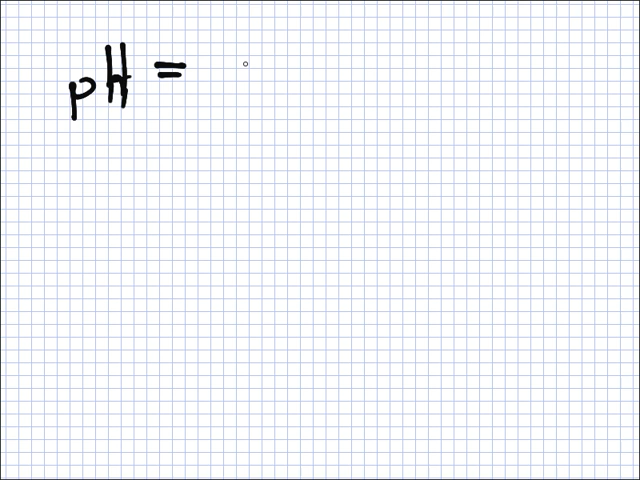 pH =